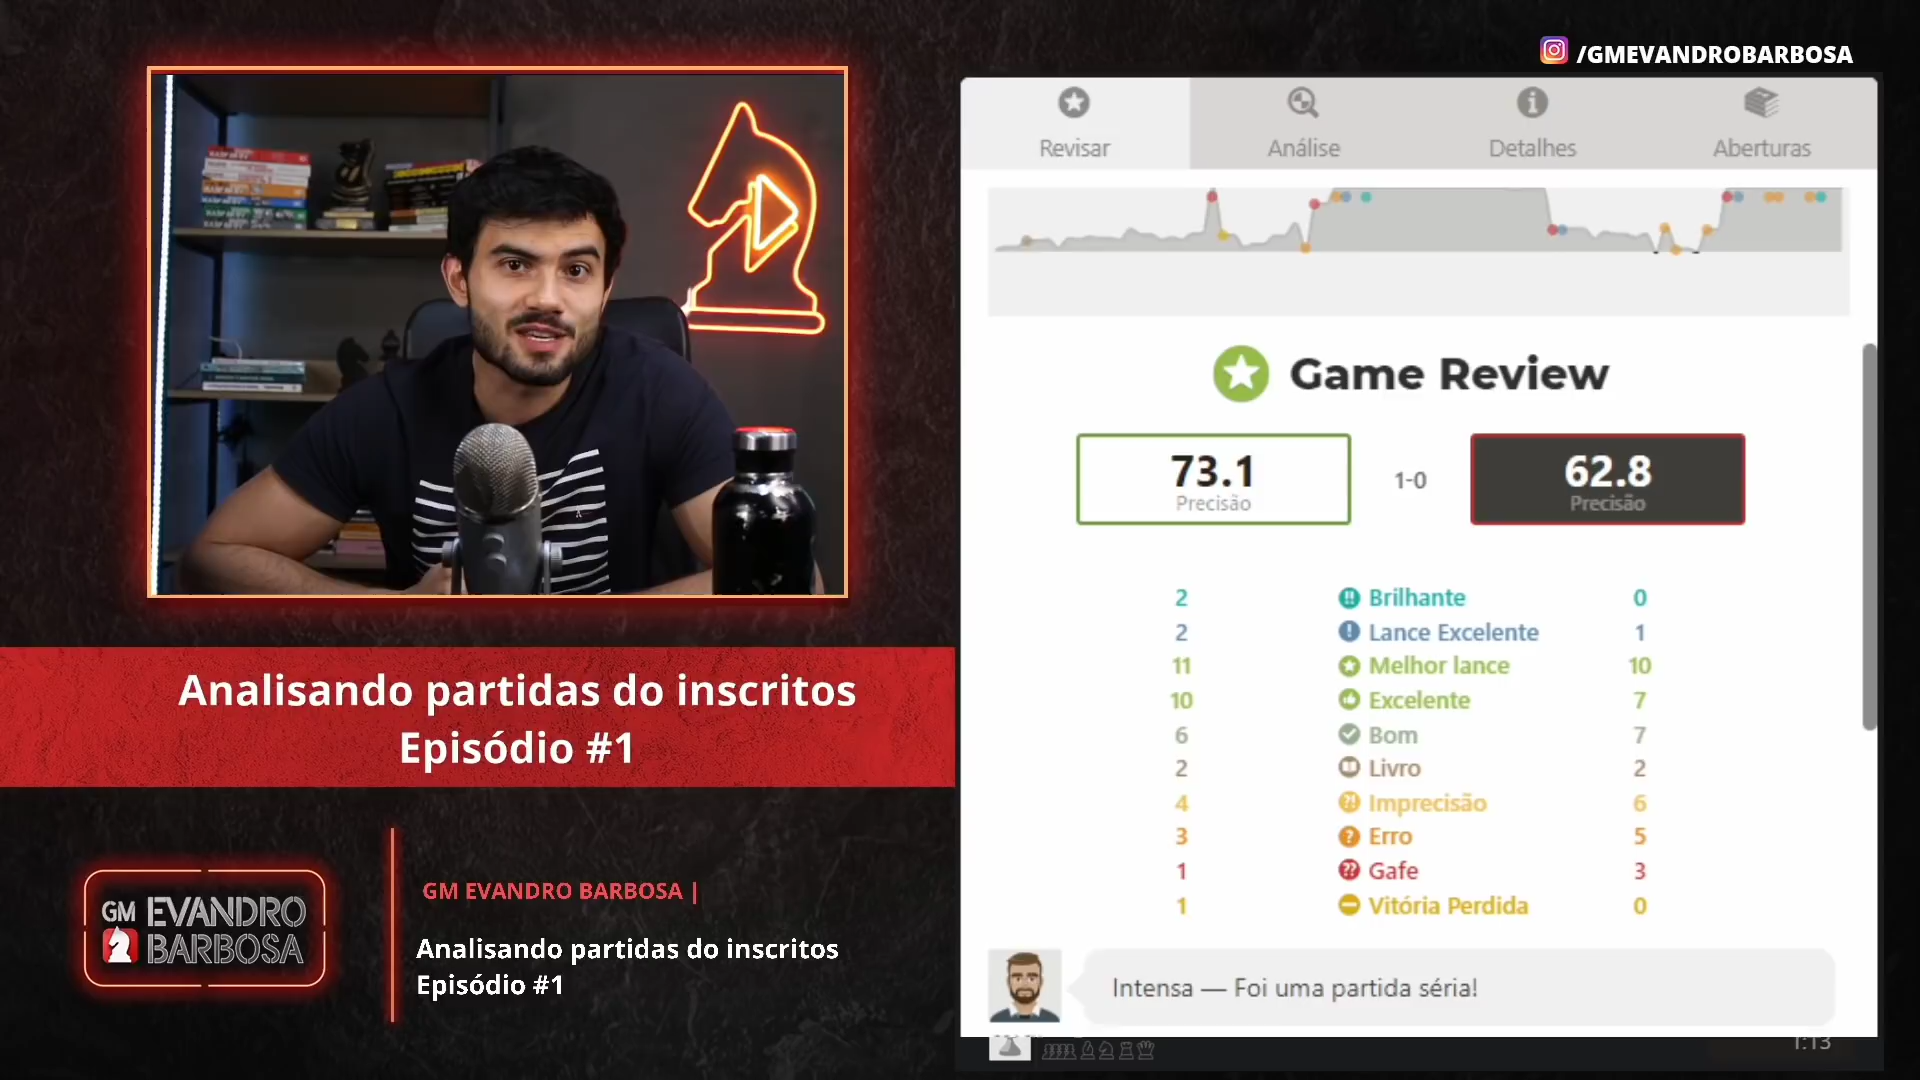 /GMEVANDROBARBOSA
Revisar
Análise
Detalhes
Aberturas
Game Review
73.1
Precisão
1-0
62.8
Precisão
2 Brilhante 0
2 Lance Excelente 1
11 Melhor lance 10
10 Excelente 7
6 Bom 7
2 Livro 2
4 Imprecisão 6
3 Erro 5
1 Gafe 3
1 Vitória Perdida 0
Intensa — Foi uma partida séria!
1:13
Analisando partidas do inscritos
Episódio #1
GM EVANDRO
BARBOSA
GM EVANDRO BARBOSA |
Analisando partidas do inscritos
Episódio #1